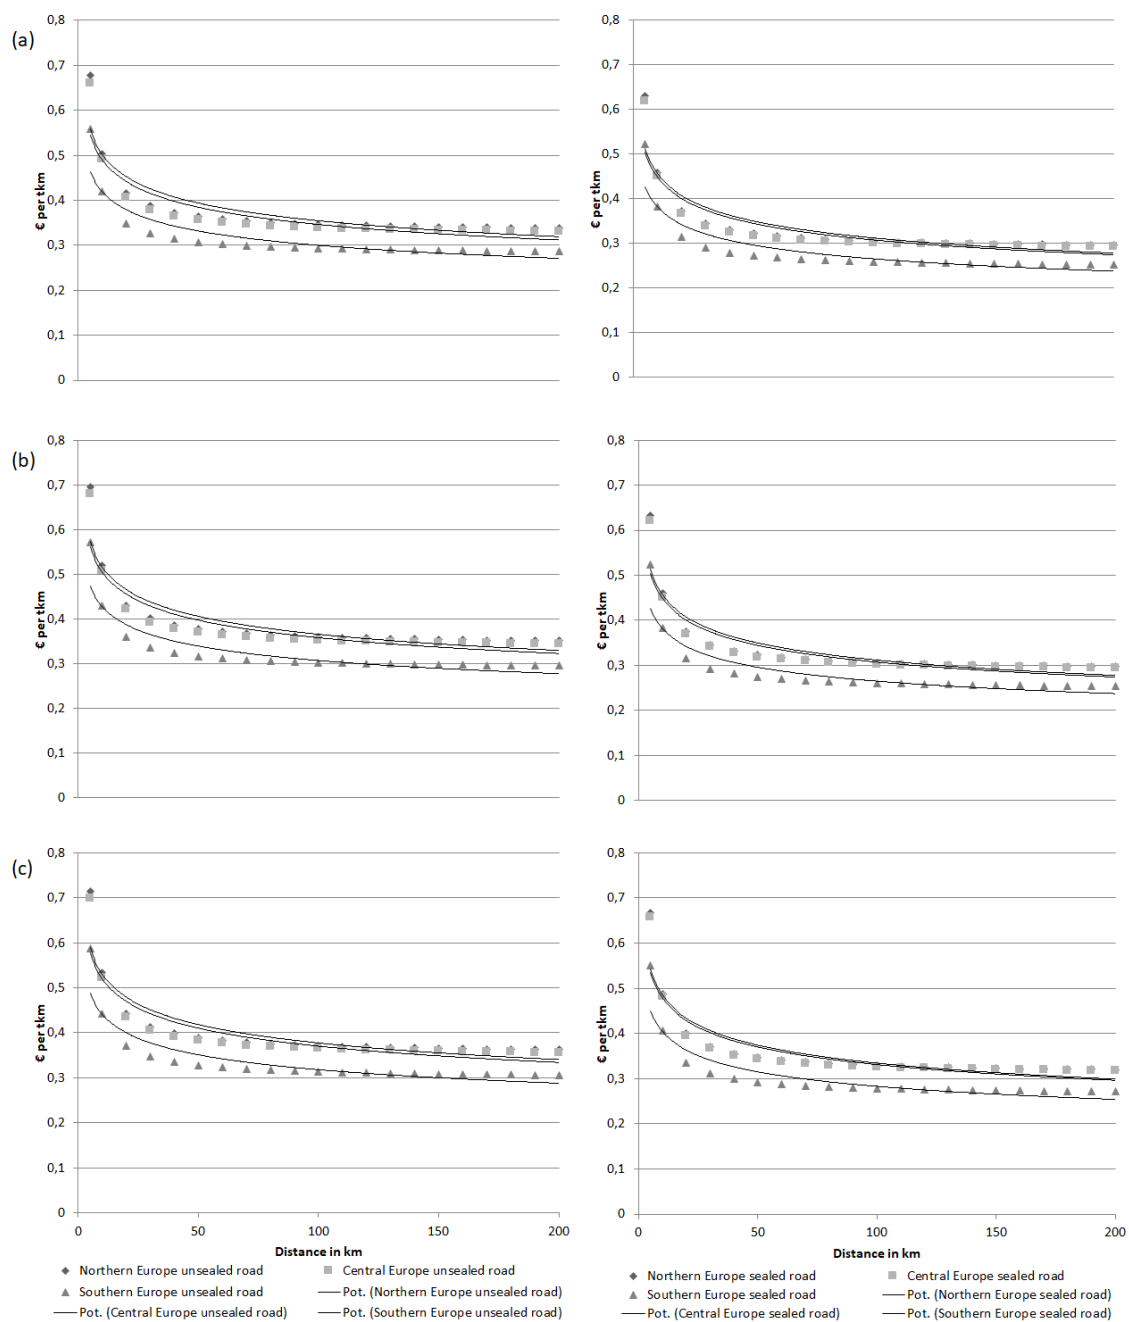 (a)
0,8
0,7
0,6
0,5
0,4
0,3
0,2
0,1
0
€ per tkm
0,8
0,7
0,6
0,5
0,4
0,3
0,2
0,1
0
€ per tkm
(b)
0,8
0,7
0,6
0,5
0,4
0,3
0,2
0,1
0
€ per tkm
0,8
0,7
0,6
0,5
0,4
0,3
0,2
0,1
0
€ per tkm
(c)
0,8
0,7
0,6
0,5
0,4
0,3
0,2
0,1
0
€ per tkm
0 50 100 150 200
Distance in km
Northern Europe unsealed road Central Europe unsealed road
Southern Europe unsealed road Pot. (Northern Europe unsealed road)
Pot. (Central Europe unsealed road) Pot. (Southern Europe unsealed road)
0,8
0,7
0,6
0,5
0,4
0,3
0,2
0,1
0
€ per tkm
0 50 100 150 200
Distance in km
Northern Europe sealed road Central Europe sealed road
Southern Europe sealed road Pot. (Northern Europe sealed road)
Pot. (Central Europe sealed road) Pot. (Southern Europe sealed road)